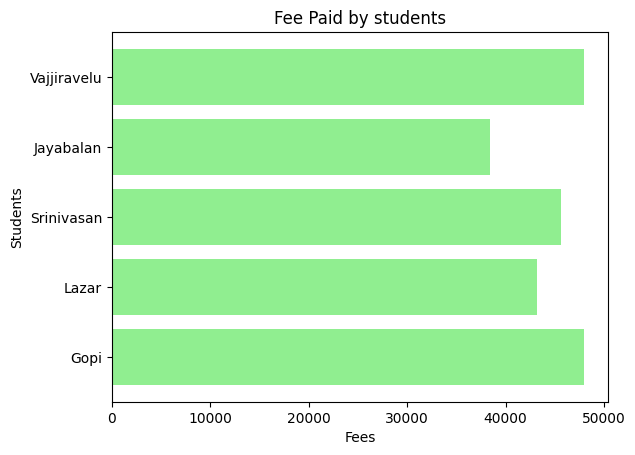 Fee Paid by students
Vajjiravelu
Jayabalan
Srinivasan
Lazar
Gopi
Students
0 10000 20000 30000 40000 50000
Fees